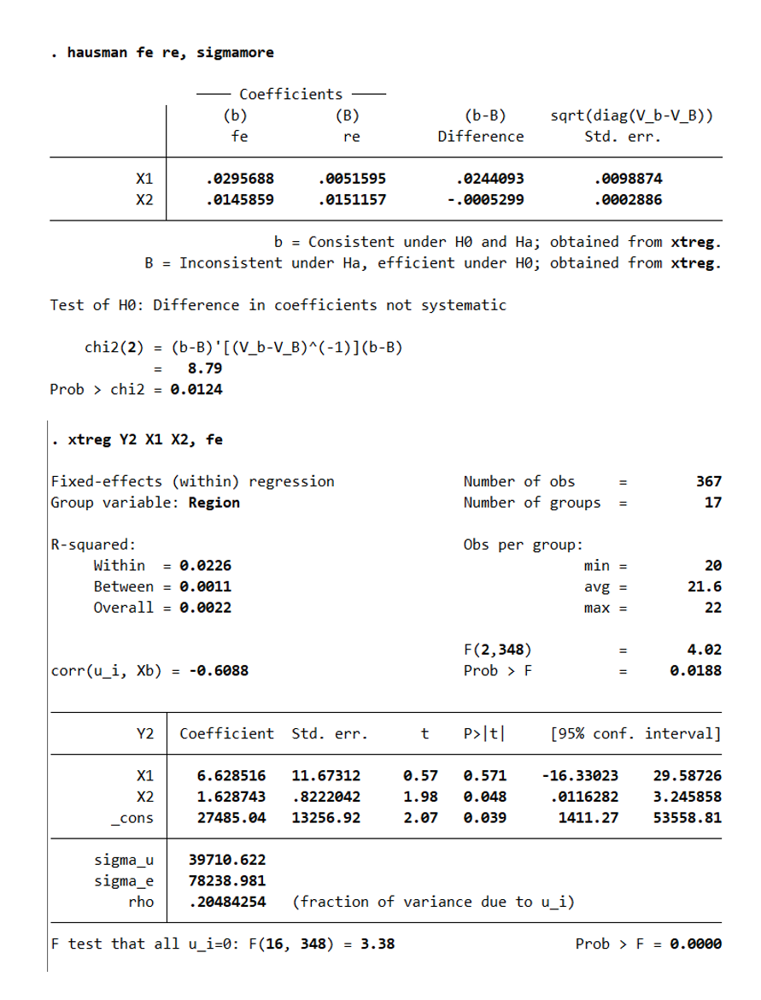 . hausman fe re, sigmamore
Coefficients
(b) (B) (b-B) sqrt(diag(V_b-V_B))
fe re Difference Std. err.
X1 .0295688 .0051595 .0244093 .0098874
X2 .0145859 .0151157 -.0005299 .0002886
b = Consistent under H0 and Ha; obtained from xtreg.
B = Inconsistent under Ha, efficient under H0; obtained from xtreg.
Test of H0: Difference in coefficients not systematic
chi2(2) = (b-B)'[(V_b-V_B)^(-1)](b-B)
= 8.79
Prob > chi2 = 0.0124
. xtreg Y2 X1 X2, fe
Fixed-effects (within) regression Number of obs = 367
Group variable: Region Number of groups = 17
R-squared: Obs per group:
Within = 0.0226 min = 20
Between = 0.0011 avg = 21.6
Overall = 0.0022 max = 22
F(2,348) = 4.02
corr(u_i, Xb) = -0.6088 Prob > F = 0.0188
Y2 Coefficient Std. err. t P>|t| [95% conf. interval]
X1 6.628516 11.67312 0.57 0.571 -16.33023 29.58726
X2 1.628743 .8222042 1.98 0.048 .0116282 3.245858
_cons 27485.04 13256.92 2.07 0.039 1411.27 53558.81
sigma_u 39710.622
sigma_e 78238.981
rho .20484254 (fraction of variance due to u_i)
F test that all u_i=0: F(16, 348) = 3.38 Prob > F = 0.0000